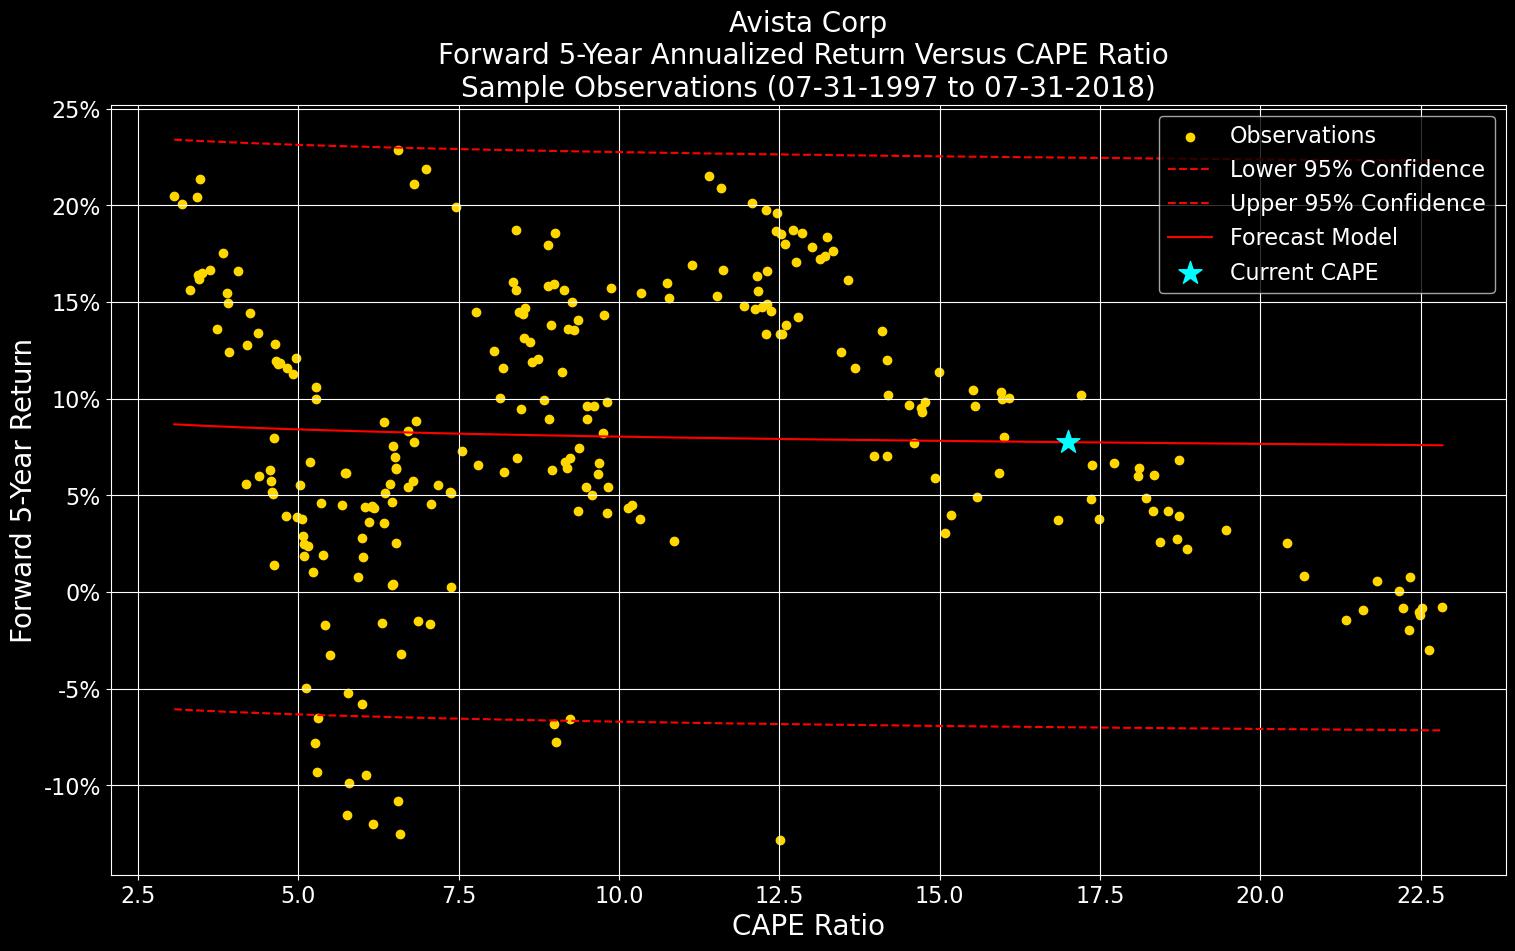 Avista Corp
Forward 5-Year Annualized Return Versus CAPE Ratio
Sample Observations (07-31-1997 to 07-31-2018)
Observations
Lower 95% Confidence
Upper 95% Confidence
Forecast Model
Current CAPE
Forward 5-Year Return
25%
20%
15%
10%
5%
0%
-5%
-10%
2.5
5.0
7.5
10.0
12.5
15.0
17.5
20.0
22.5
CAPE Ratio